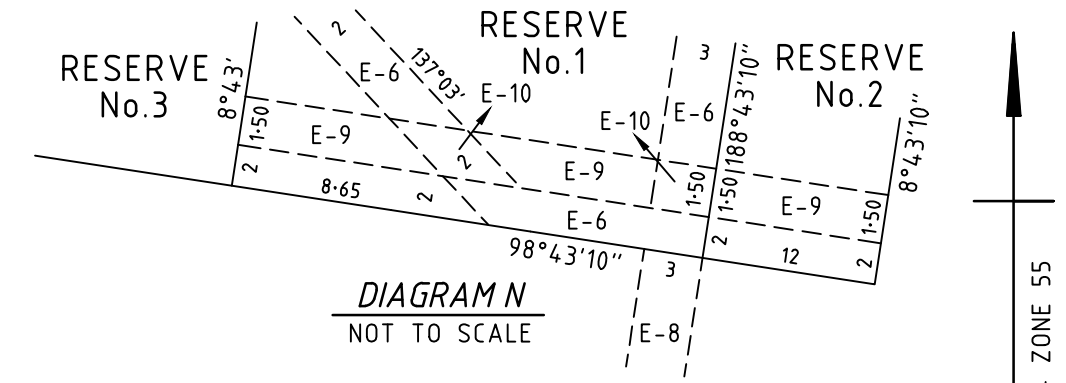 RESERVE
No.3
8°43'
2
E-6
137°03'
RESERVE
No.1
E-10
3
188°43'10"
RESERVE
No.2
8°43'10"
1·50
E-9
2
2
E-10
E-6
E-9
1·50
1·50
E-9
1·50
8·65
2
E-6
2
12
2
98°43'10"
3
E-8
DIAGRAM N
NOT TO SCALE
ZONE 55